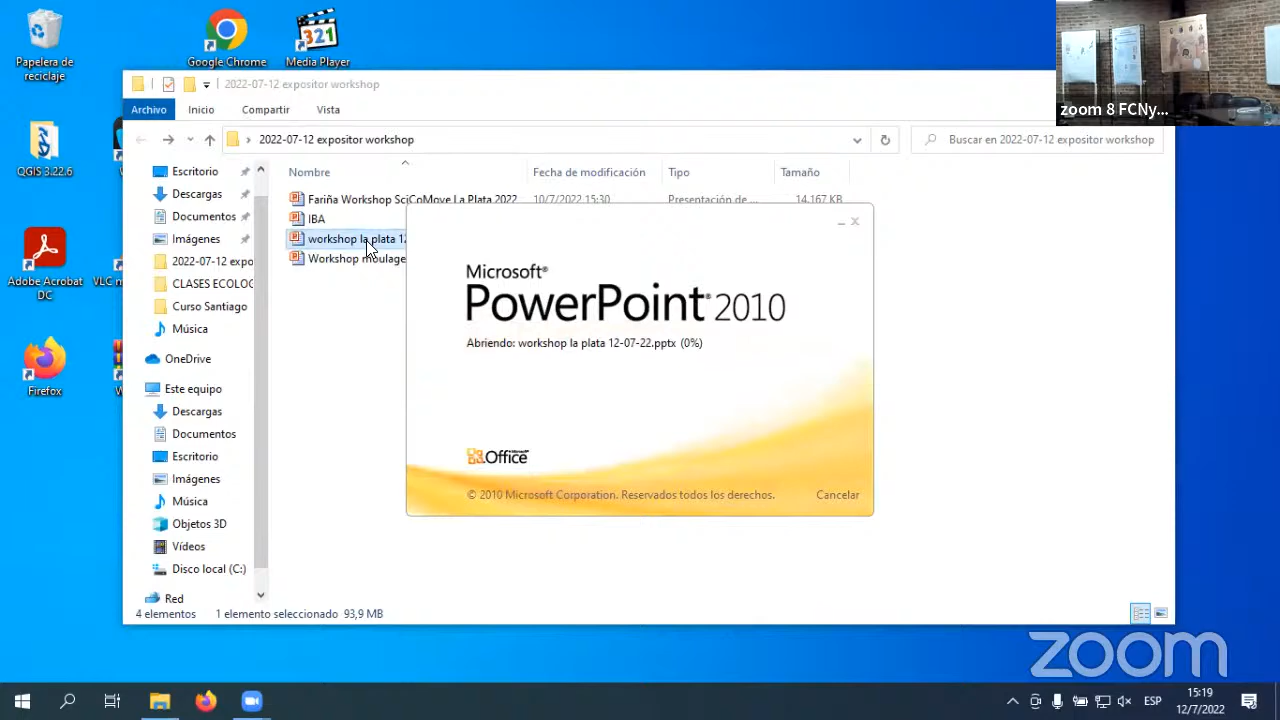 Papelera de
reciclaje
Google Chrome
321
Media Player
QGIS 3.22.6
Adobe Acrobat
DC
VLC
Firefox
2022-07-12 expositor workshop
Archivo
Inicio
Compartir
Vista
2022-07-12 expositor workshop
Buscar en 2022-07-12 expositor workshop
Nombre
Fecha de modificación
Tipo
Tamaño
Fariña Workshop SciCoMove La Plata 2022
10/7/2022 15:30
Presentación de ...
14.167 KB
IBA
workshop la plata 12
Workshop moulage
Escritorio
Descargas
Documentos
Imágenes
2022-07-12 expo
CLASES ECOLOG
Curso Santiago
Música
OneDrive
Este equipo
Descargas
Documentos
Escritorio
Imágenes
Música
Objetos 3D
Vídeos
Disco local (C:)
Red
4 elementos
1 elemento seleccionado 93,9 MB
Microsoft®
PowerPoint® 2010
Abriendo: workshop la plata 12-07-22.pptx (0%)
Office
© 2010 Microsoft Corporation. Reservados todos los derechos.
Cancelar
zoom 8 FCNy...
zoom
ESP
15:19
12/7/2022